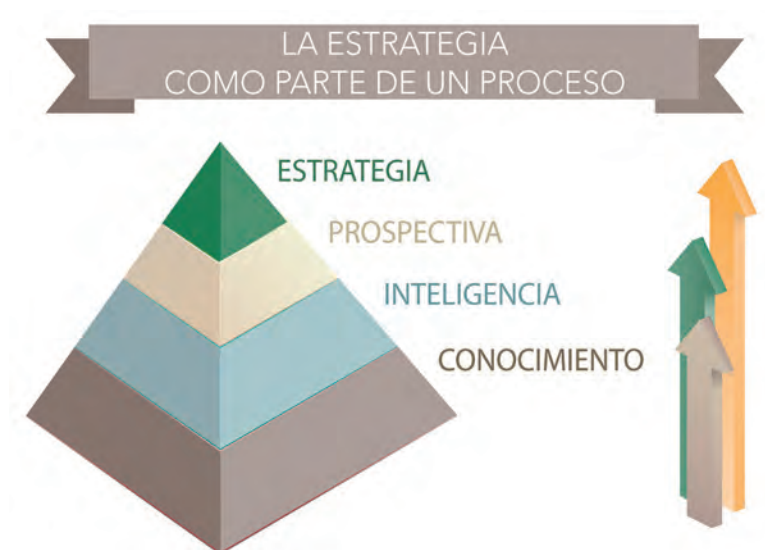 LA ESTRATEGIA
COMO PARTE DE UN PROCESO
ESTRATEGIA
PROSPECTIVA
INTELIGENCIA
CONOCIMIENTO